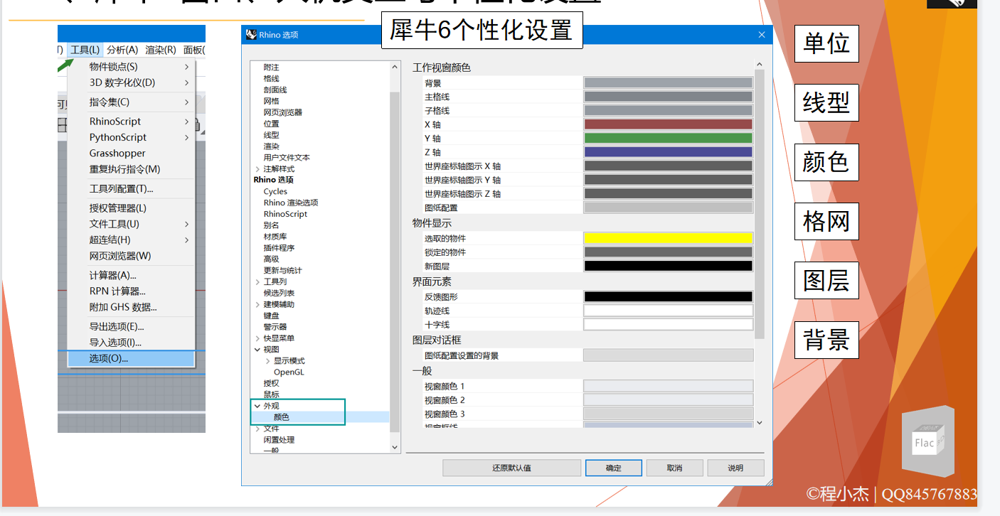 犀牛6个性化设置
工具(L) 分析(A) 渲染(R) 面板(
物件锁点(S)
3D 数字化仪(D)
指令集(C)
RhinoScript
PythonScript
Grasshopper
重复执行指令(M)
工具列配置(T)...
授权管理器(L)
文件工具(U)
超连结(H)
网页浏览器(W)
计算器(A)...
RPN 计算器...
附加 GHS 数据...
导出选项(E)...
导入选项(I)...
选项(O)...
Rhino 选项
附注
格线
剖面线
网格
网页浏览器
位置
线型
渲染
用户文件文本
注解样式
Rhino 选项
Cycles
Rhino 渲染选项
RhinoScript
别名
材质库
插件程序
高级
更新与统计
工具列
候选列表
建模辅助
键盘
警示器
快显菜单
视图
显示模式
OpenGL
授权
鼠标
外观
颜色
文件
闲置处理
一般
工作视窗颜色
背景
主格线
子格线
X 轴
Y 轴
Z 轴
世界座标轴图示 X 轴
世界座标轴图示 Y 轴
世界座标轴图示 Z 轴
图纸配置
物件显示
选取的物件
锁定的物件
新图层
界面元素
反馈图形
轨迹线
十字线
图层对话框
图纸配置设置的背景
一般
视窗颜色 1
视窗颜色 2
视窗颜色 3
视窗框线
还原默认值
确定
取消
说明
单位
线型
颜色
格网
图层
背景
Flac
©程小杰 | QQ845767883